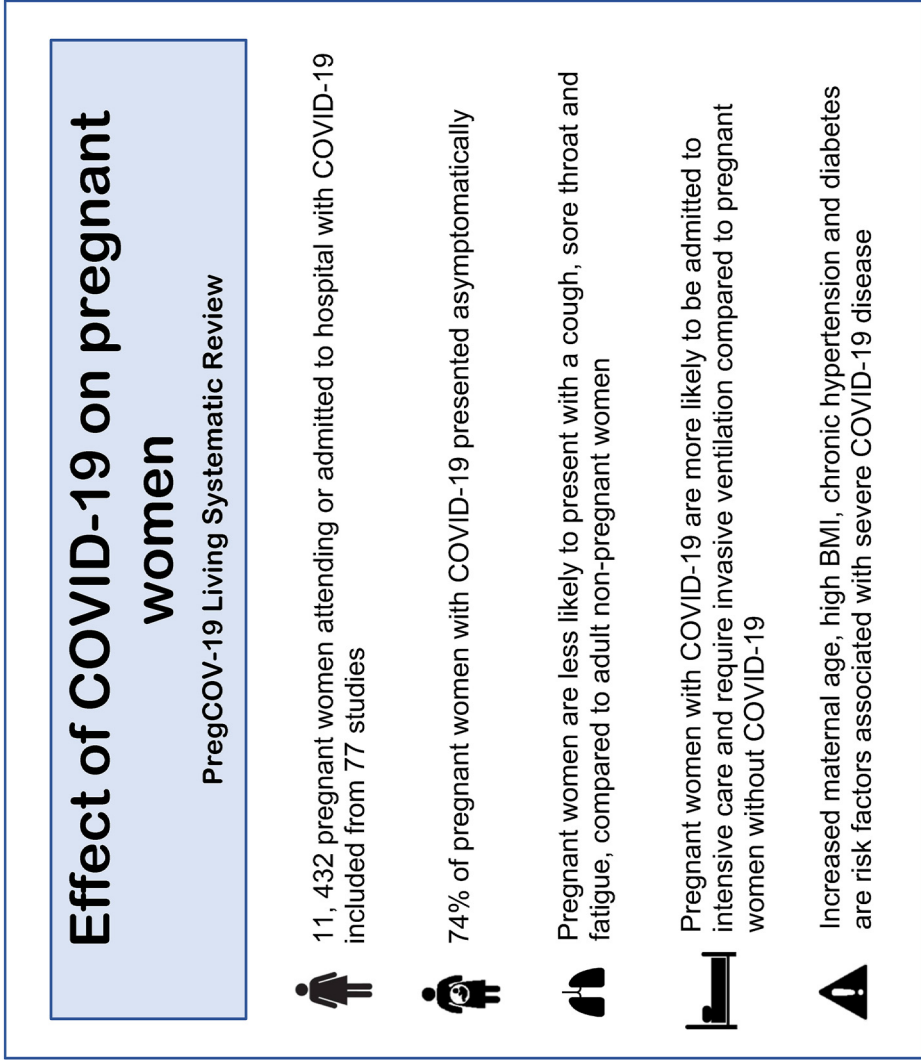 Effect of COVID-19 on pregnant
women
PregCOV-19 Living Systematic Review
11, 432 pregnant women attending or admitted to hospital with COVID-19
included from 77 studies
74% of pregnant women with COVID-19 presented asymptomatically
Pregnant women are less likely to present with a cough, sore throat and
fatigue, compared to adult non-pregnant women
Pregnant women with COVID-19 are more likely to be admitted to
intensive care and require invasive ventilation compared to pregnant
women without COVID-19
Increased maternal age, high BMI, chronic hypertension and diabetes
are risk factors associated with severe COVID-19 disease